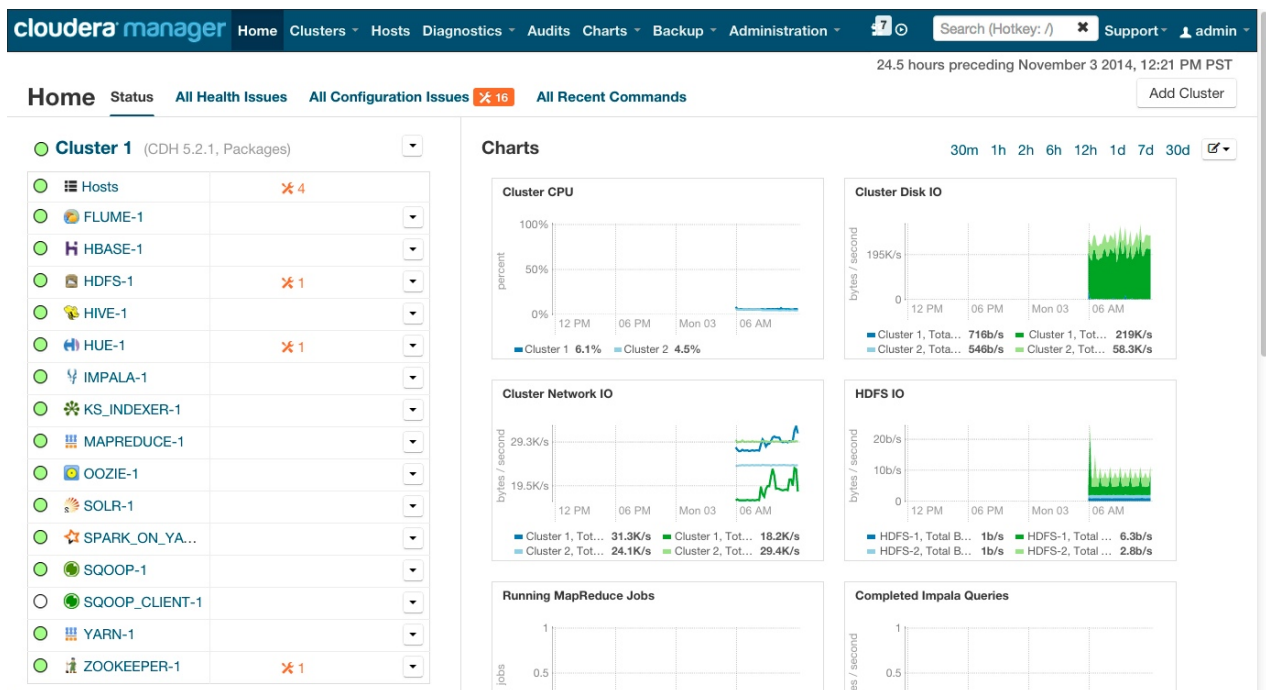 cloudera manager Home Clusters Hosts Diagnostics Audits Charts Backup Administration 7 Search (Hotkey: /) Support admin
24.5 hours preceding November 3 2014, 12:21 PM PST
Home Status All Health Issues All Configuration Issues 16 All Recent Commands Add Cluster
Cluster 1 (CDH 5.2.1, Packages)
Hosts 4
FLUME-1
HBASE-1
HDFS-1 1
HIVE-1
HUE-1 1
IMPALA-1
KS_INDEXER-1
MAPREDUCE-1
OOZIE-1
SOLR-1
SPARK_ON_YA...
SQOOP-1
SQOOP_CLIENT-1
YARN-1
ZOOKEEPER-1 1
Charts
30m 1h 2h 6h 12h 1d 7d 30d
Cluster CPU
percent
100%
50%
0%
12 PM 06 PM Mon 03 06 AM
Cluster 1 6.1% Cluster 2 4.5%
Cluster Disk IO
bytes / second
195K/s
0
12 PM 06 PM Mon 03 06 AM
Cluster 1, Tota... 716b/s Cluster 1, Tot... 219K/s
Cluster 2, Tota... 546b/s Cluster 2, Tot... 58.3K/s
Cluster Network IO
bytes / second
29.3K/s
19.5K/s
12 PM 06 PM Mon 03 06 AM
Cluster 1, Tot... 31.3K/s Cluster 1, Tot... 18.2K/s
Cluster 2, Tot... 24.1K/s Cluster 2, Tot... 29.4K/s
HDFS IO
bytes / second
20b/s
10b/s
0
12 PM 06 PM Mon 03 06 AM
HDFS-1, Total B... 1b/s HDFS-1, Total ... 6.3b/s
HDFS-2, Total B... 1b/s HDFS-2, Total ... 2.8b/s
Running MapReduce Jobs
jobs
1
0.5
Completed Impala Queries
1
0.5